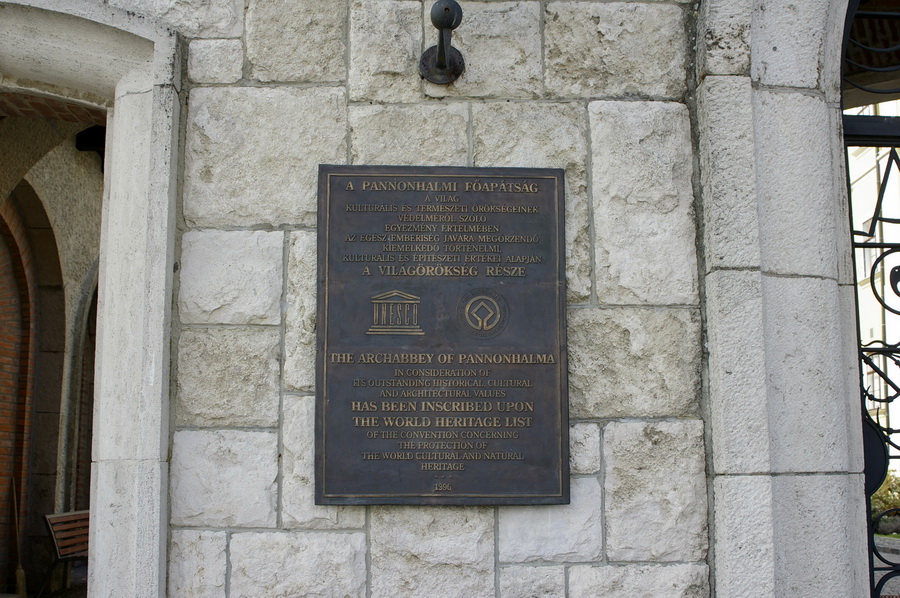 A PANNONHALMI FŐAPÁTSÁG
A VILÁG
KULTURÁLIS ÉS TERMÉSZETI ÖRÖKSÉGEINEK
VÉDELMÉRŐL SZÓLÓ
EGYEZMÉNY ÉRTELMÉBEN
AZ EGÉSZ EMBERISÉG JAVÁRA MEGŐRZENDŐ
KIEMELKEDŐ TÖRTÉNELMI
KULTURÁLIS ÉS ÉPÍTÉSZETI ÉRTÉKEI ALAPJÁN
A VILÁGÖRÖKSÉG RÉSZE
UNESCO
THE ARCHABBEY OF PANNONHALMA
IN CONSIDERATION OF
ITS OUTSTANDING HISTORICAL CULTURAL
AND ARCHITECTURAL VALUES
HAS BEEN INSCRIBED UPON
THE WORLD HERITAGE LIST
OF THE CONVENTION CONCERNING
THE PROTECTION OF
THE WORLD CULTURAL AND NATURAL
HERITAGE
1996